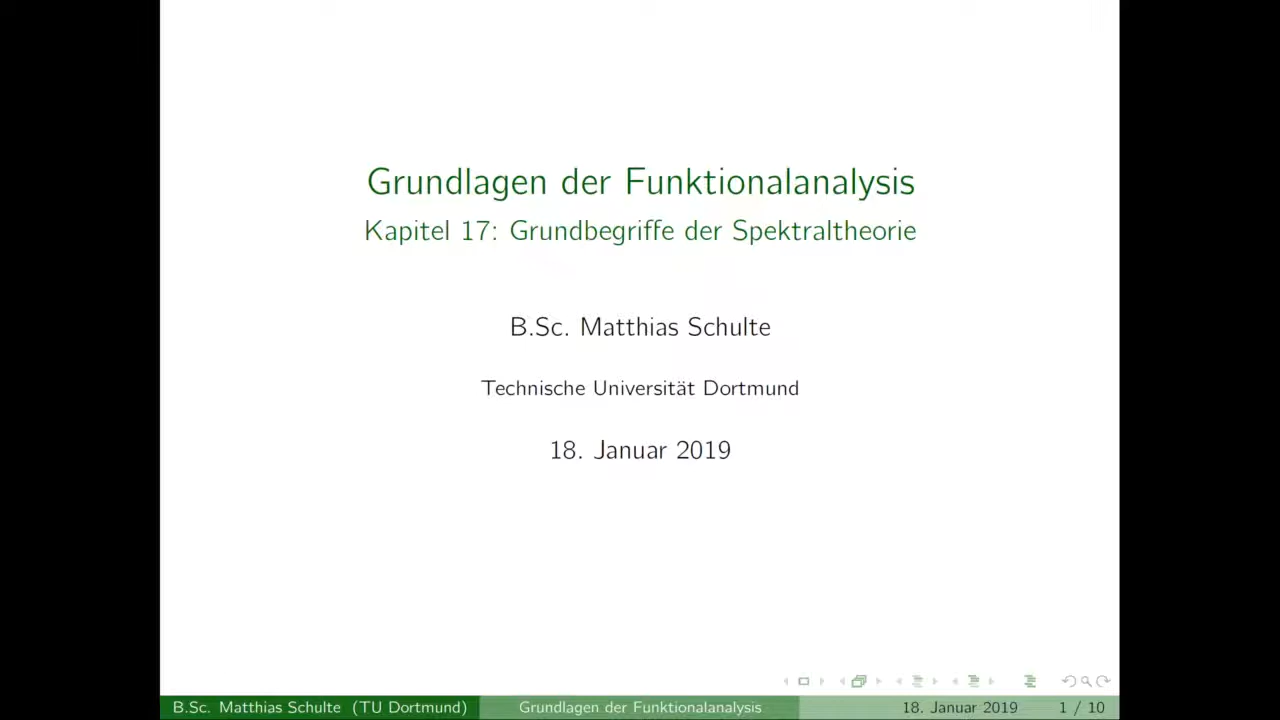 Grundlagen der Funktionalanalysis
Kapitel 17: Grundbegriffe der Spektraltheorie
B.Sc. Matthias Schulte
Technische Universität Dortmund
18. Januar 2019
B.Sc. Matthias Schulte (TU Dortmund) Grundlagen der Funktionalanalysis 18. Januar 2019 1 / 10